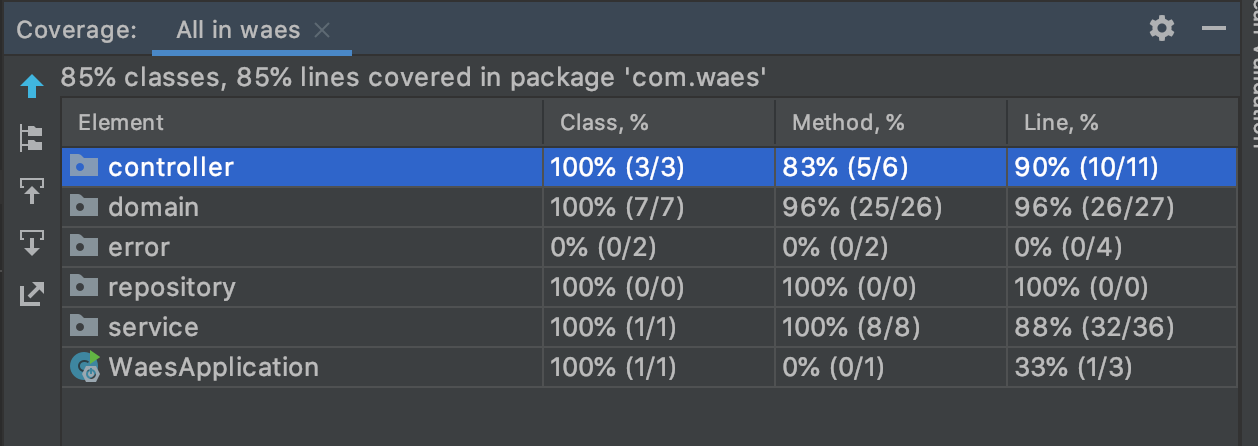 Coverage: All in waes
85% classes, 85% lines covered in package 'com.waes'
Element Class, % Method, % Line, %
controller 100% (3/3) 83% (5/6) 90% (10/11)
domain 100% (7/7) 96% (25/26) 96% (26/27)
error 0% (0/2) 0% (0/2) 0% (0/4)
repository 100% (0/0) 100% (0/0) 100% (0/0)
service 100% (1/1) 100% (8/8) 88% (32/36)
WaesApplication 100% (1/1) 0% (0/1) 33% (1/3)